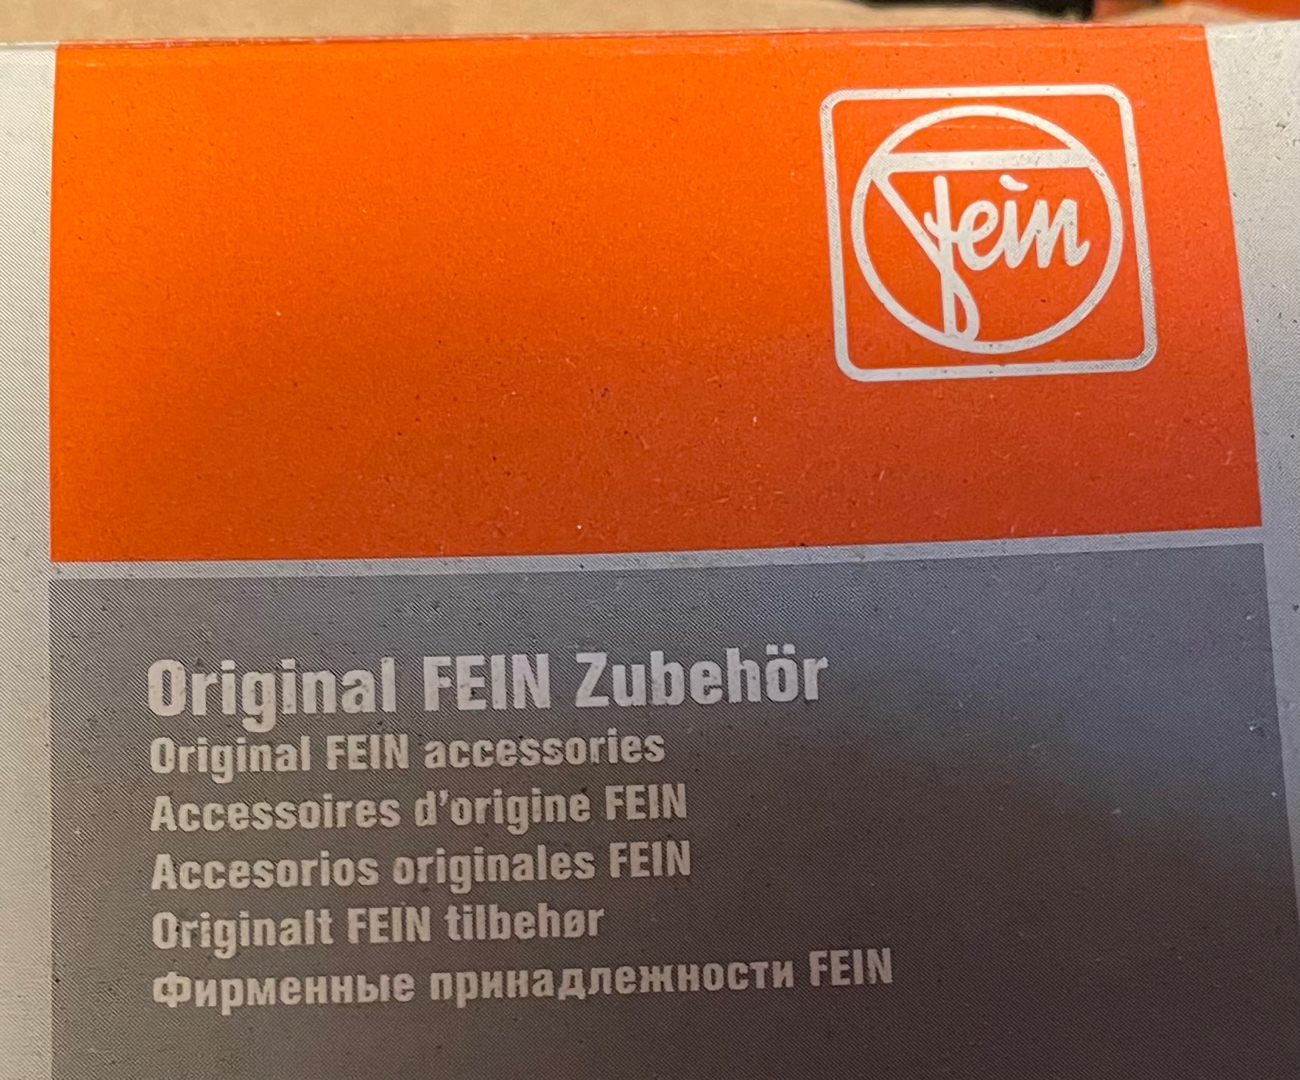 fein
Original FEIN Zubehör
Original FEIN accessories
Accessoires d'origine FEIN
Accesorios originales FEIN
Originalt FEIN tilbehør
Фирменные принадлежности FEIN